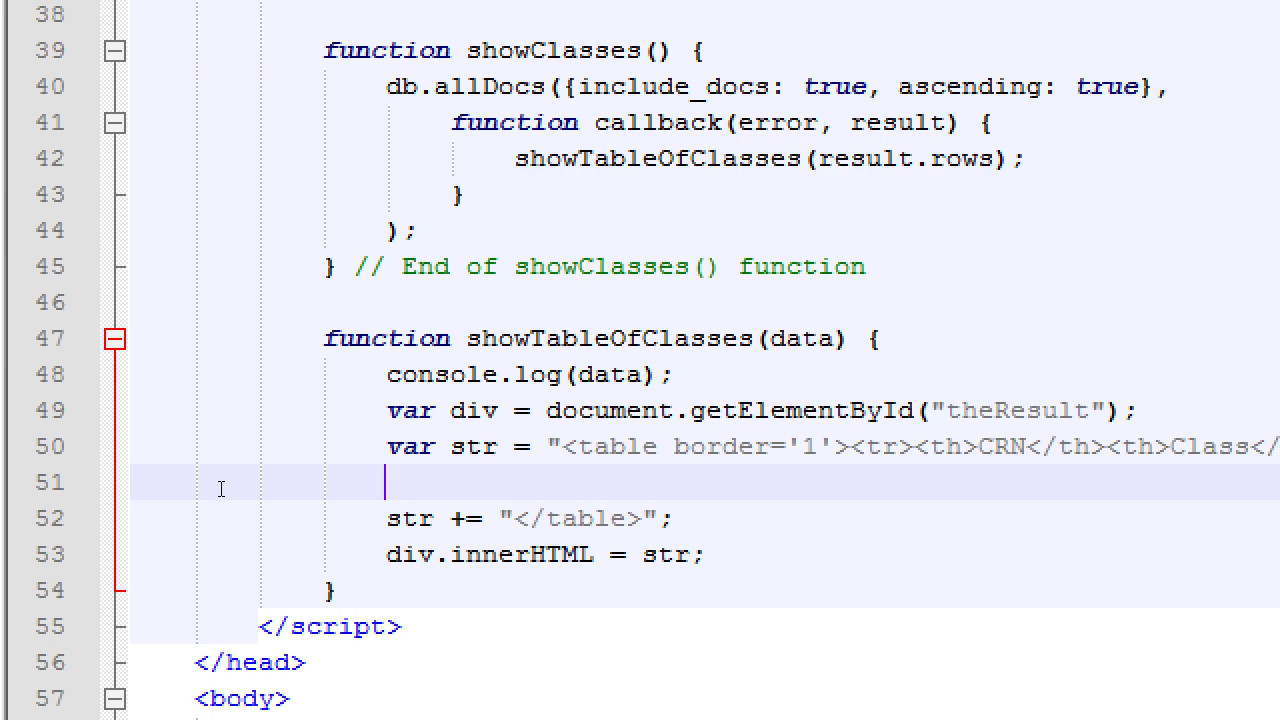 38
39 function showClasses() {
40 db.allDocs({include_docs: true, ascending: true},
41 function callback(error, result) {
42 showTableOfClasses(result.rows);
43 }
44 );
45 } // End of showClasses() function
46
47 function showTableOfClasses(data) {
48 console.log(data);
49 var div = document.getElementById("theResult");
50 var str = "<table border='1'><tr><th>CRN</th><th>Class</
51
52 str += "</table>";
53 div.innerHTML = str;
54 }
55 </script>
56 </head>
57 <body>